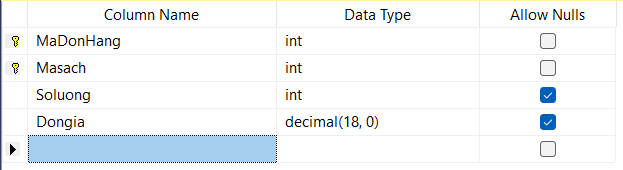 Column Name Data Type Allow Nulls
MaDonHang int
Masach int
Soluong int
Dongia decimal(18, 0)